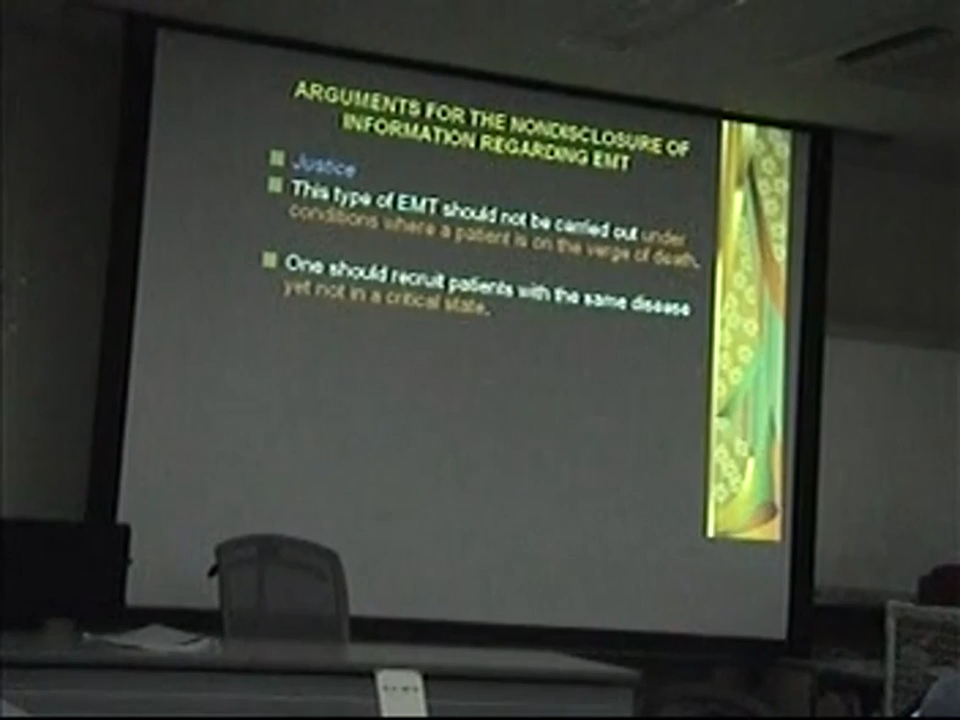 ARGUMENTS FOR THE NONDISCLOSURE OF
INFORMATION REGARDING EMT
Justice
This type of EMT should not be carried out under
conditions where a patient is on the verge of death.
One should recruit patients with the same disease
yet not in a critical state.